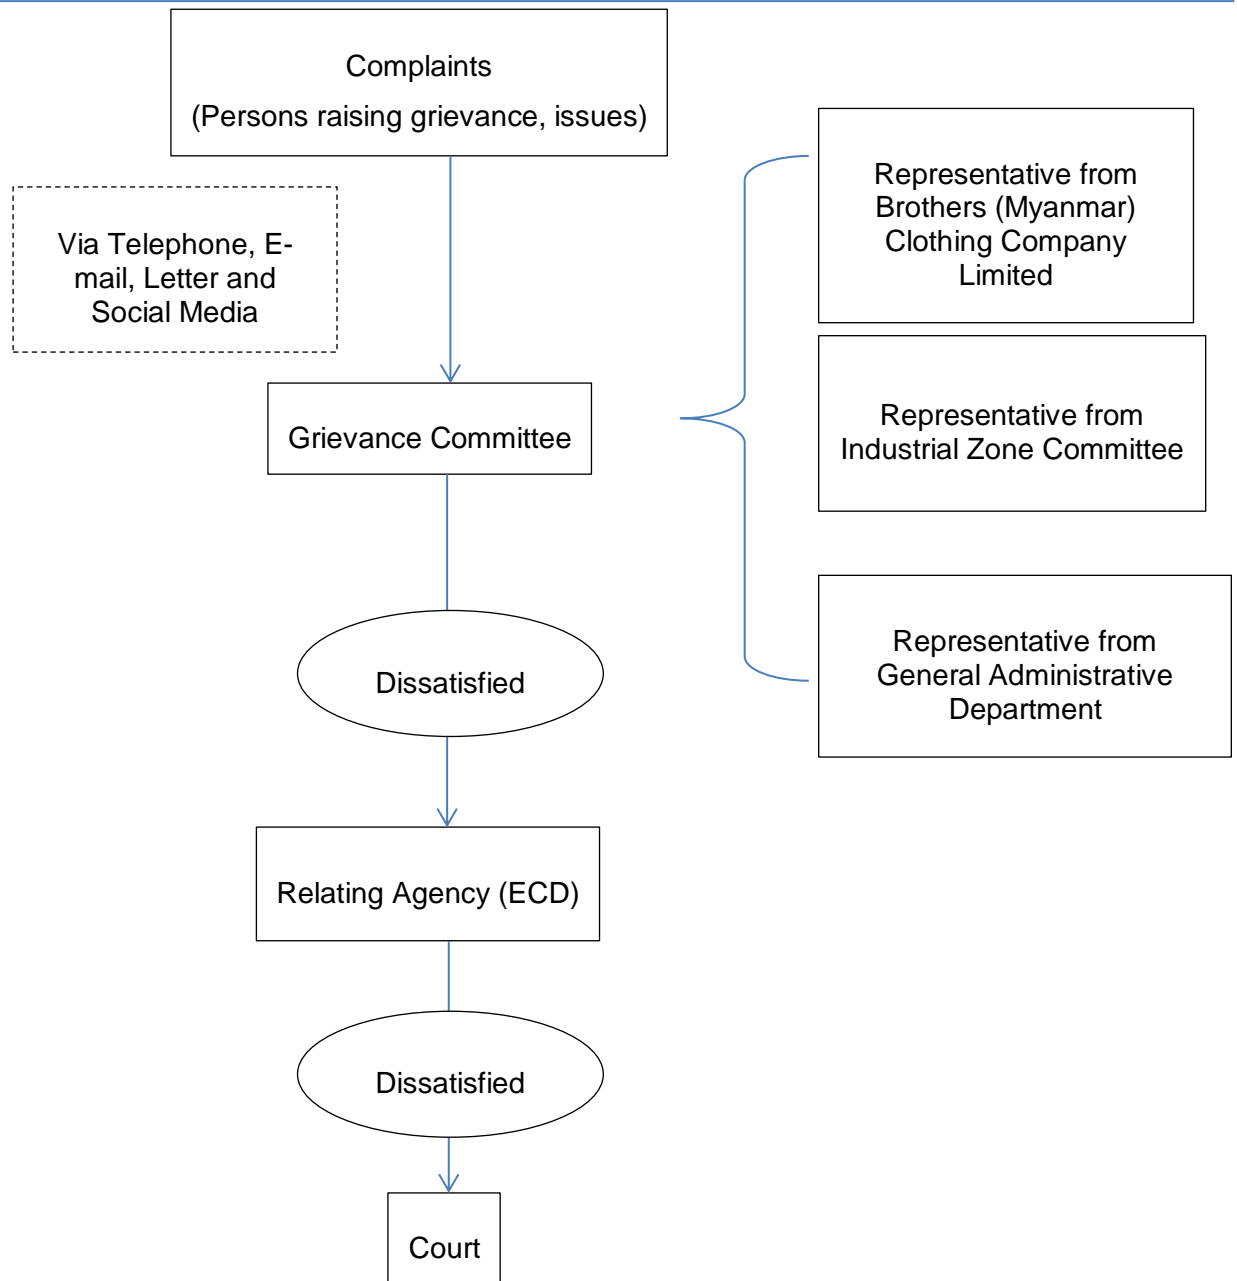 Complaints
(Persons raising grievance, issues)
Via Telephone, E-
mail, Letter and
Social Media
Grievance Committee
Representative from
Brothers (Myanmar)
Clothing Company
Limited
Representative from
Industrial Zone Committee
Representative from
General Administrative
Department
Dissatisfied
Relating Agency (ECD)
Dissatisfied
Court